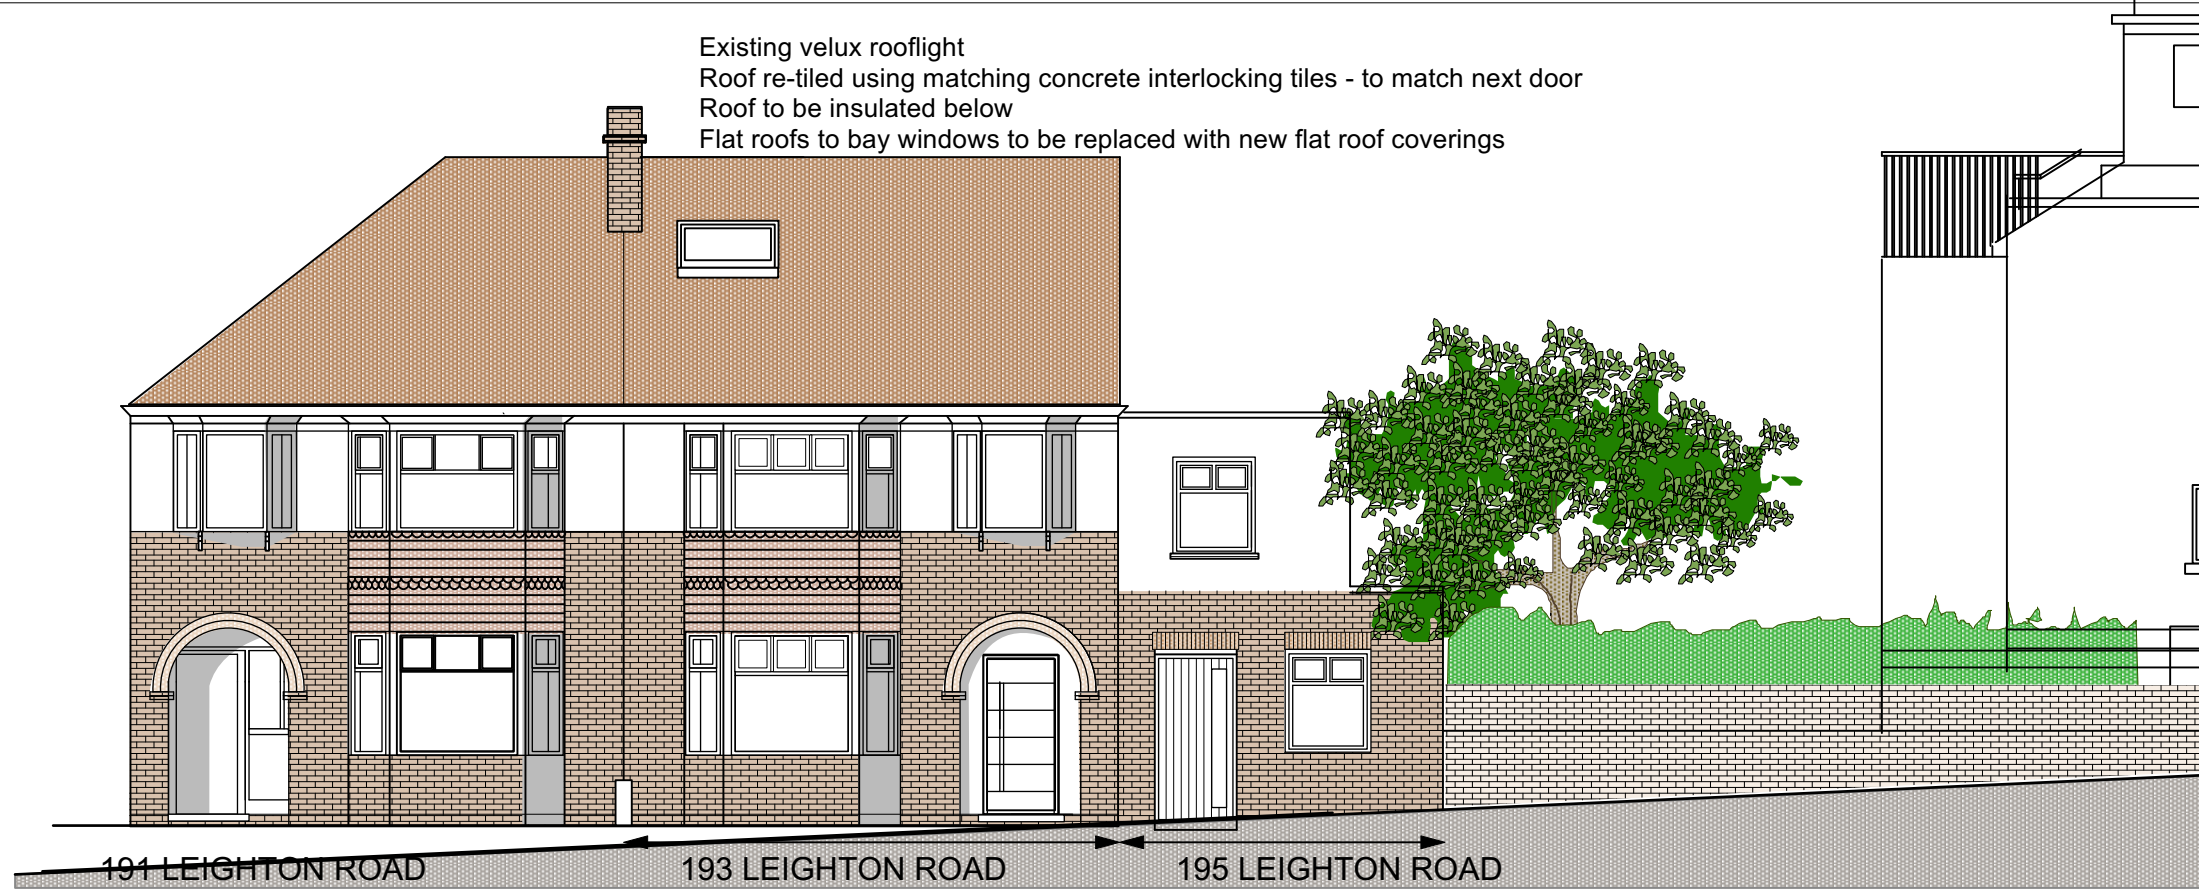 Existing velux rooflight
Roof re-tiled using matching concrete interlocking tiles - to match next door
Roof to be insulated below
Flat roofs to bay windows to be replaced with new flat roof coverings
191 LEIGHTON ROAD
193 LEIGHTON ROAD
195 LEIGHTON ROAD